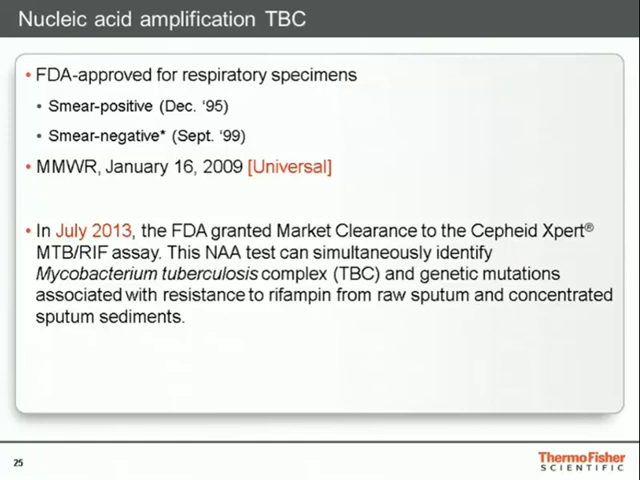 Nucleic acid amplification TBC
• FDA-approved for respiratory specimens
• Smear-positive (Dec. ‘95)
• Smear-negative* (Sept. ‘99)
• MMWR, January 16, 2009 [Universal]
• In July 2013, the FDA granted Market Clearance to the Cepheid Xpert®
MTB/RIF assay. This NAA test can simultaneously identify
Mycobacterium tuberculosis complex (TBC) and genetic mutations
associated with resistance to rifampin from raw sputum and concentrated
sputum sediments.
25
ThermoFisher
SCIENTIFIC